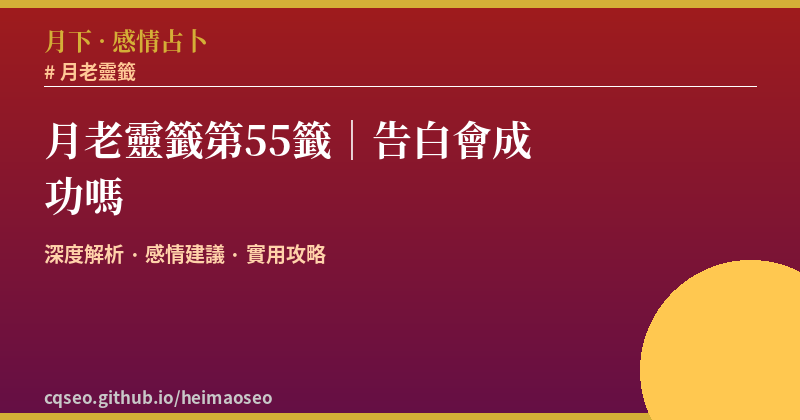 月下 · 感情占卜
# 月老靈籤
月老靈籤第55籤｜告白會成
功嗎
深度解析 · 感情建議 · 實用攻略
cqseo.github.io/heimaoseo